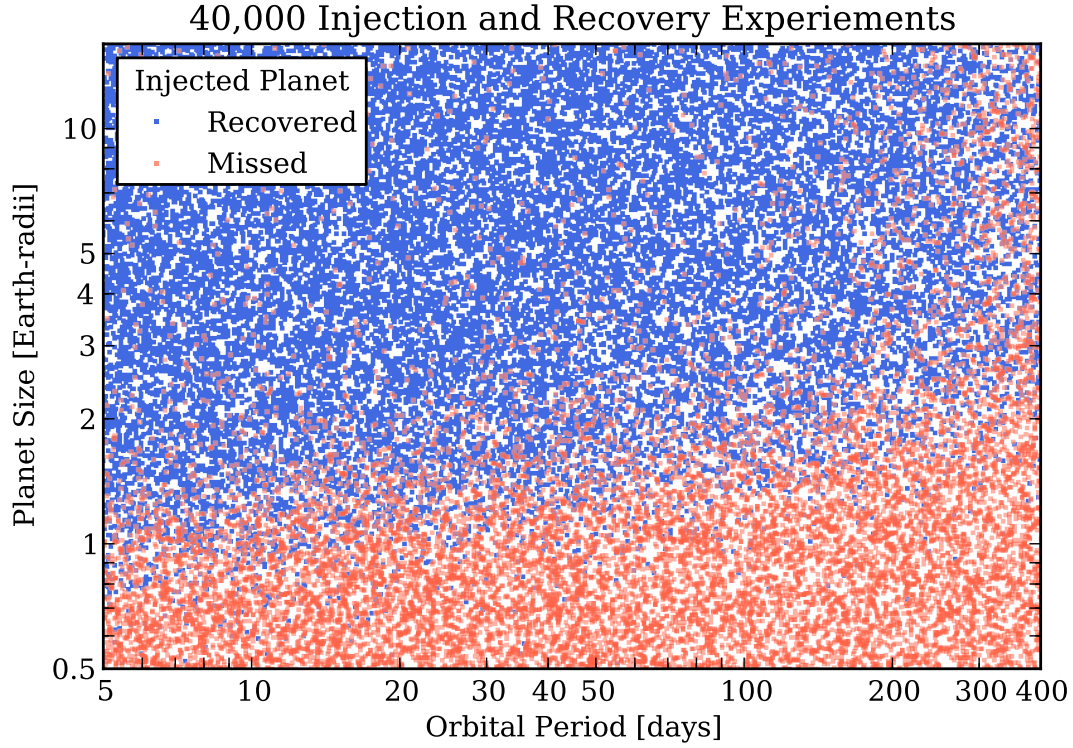 40,000 Injection and Recovery Experiements
Injected Planet
Recovered
Missed
Planet Size [Earth-radii]
10
5
4
3
2
1
0.5
5 10 20 30 40 50 100 200 300 400
Orbital Period [days]